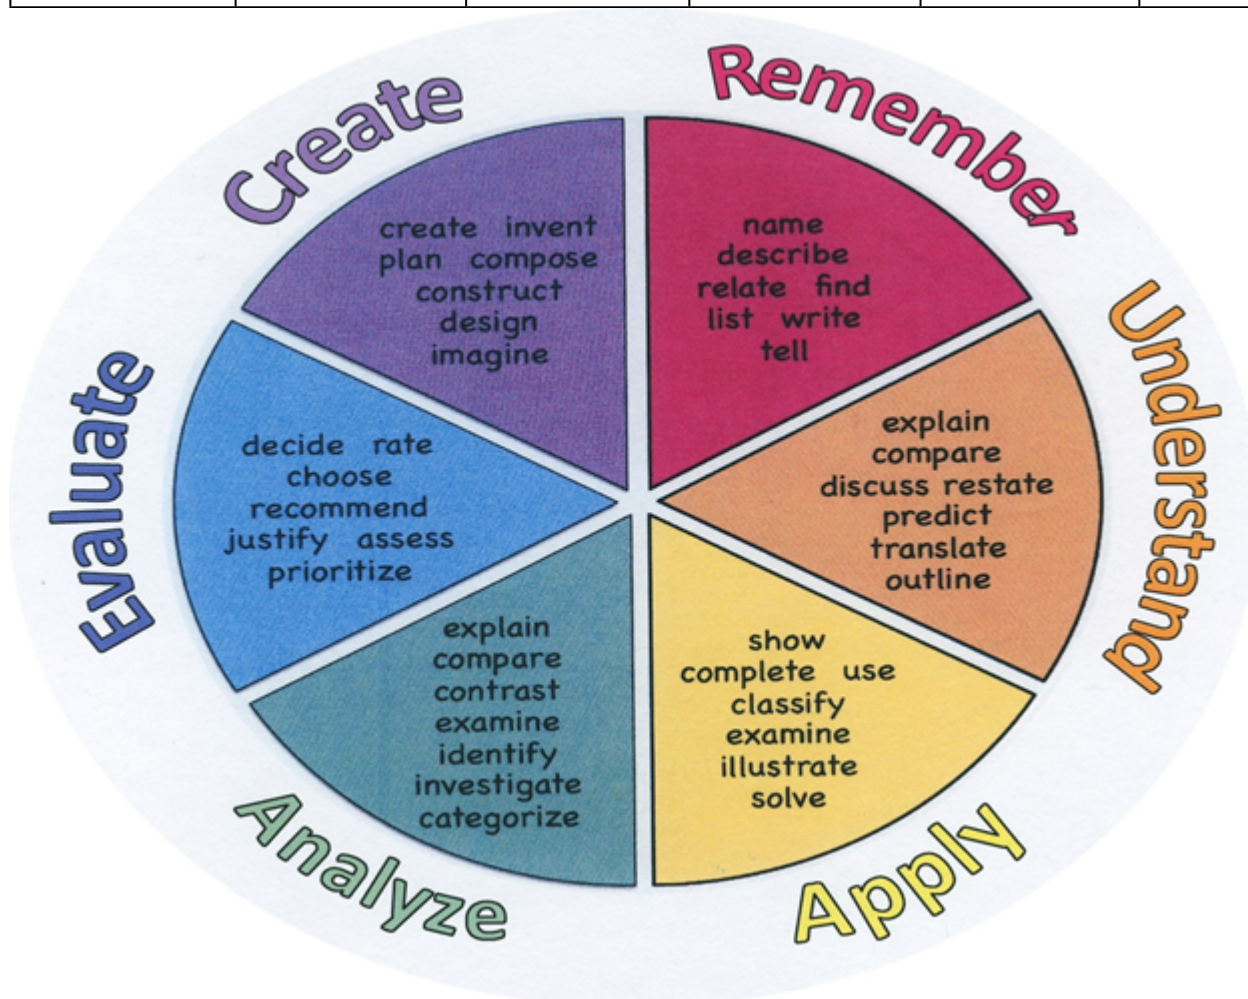 Remember
name
describe
relate find
list write
tell
Understand
explain
compare
discuss restate
predict
translate
outline
Apply
show
complete use
classify
examine
illustrate
solve
Analyze
explain
compare
contrast
examine
identify
investigate
categorize
Evaluate
decide rate
choose
recommend
justify assess
prioritize
Create
create invent
plan compose
construct
design
imagine